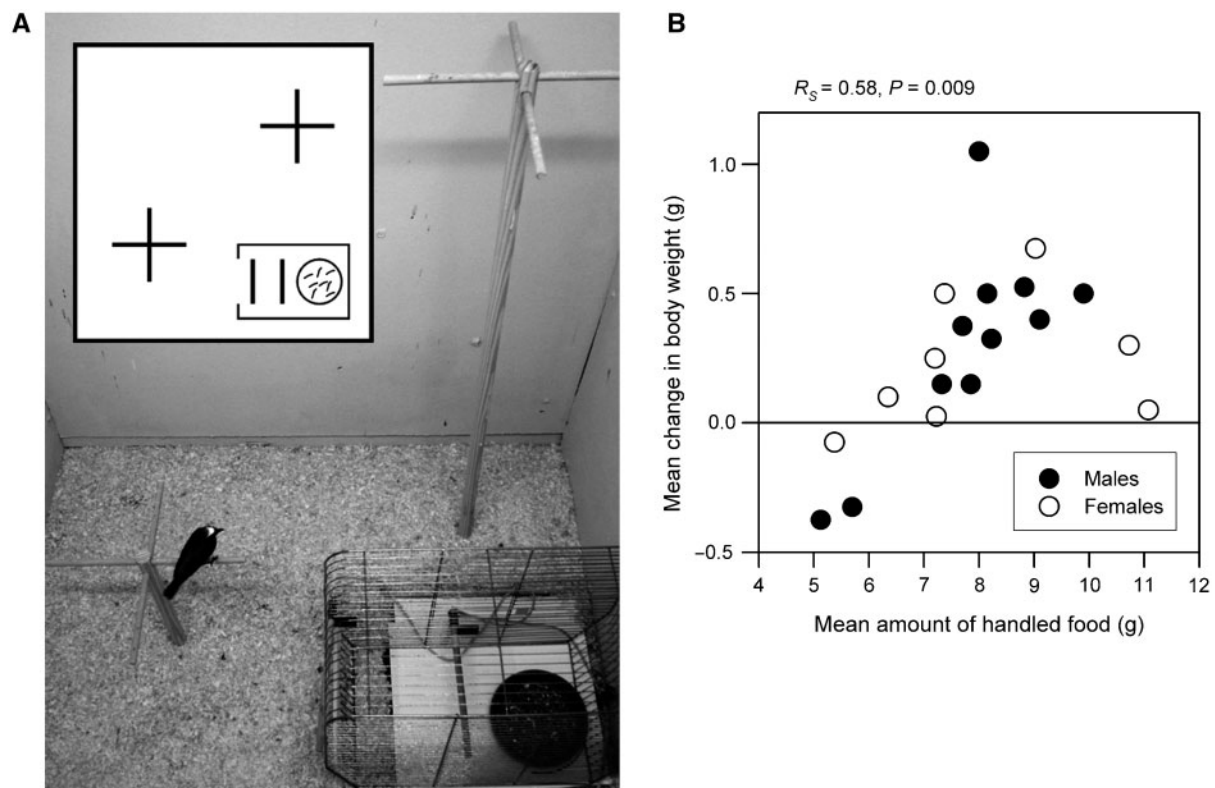 A
B
R_S = 0.58, P = 0.009
Mean change in body weight (g)
1.0
0.5
0.0
−0.5
Males
Females
4 5 6 7 8 9 10 11 12
Mean amount of handled food (g)